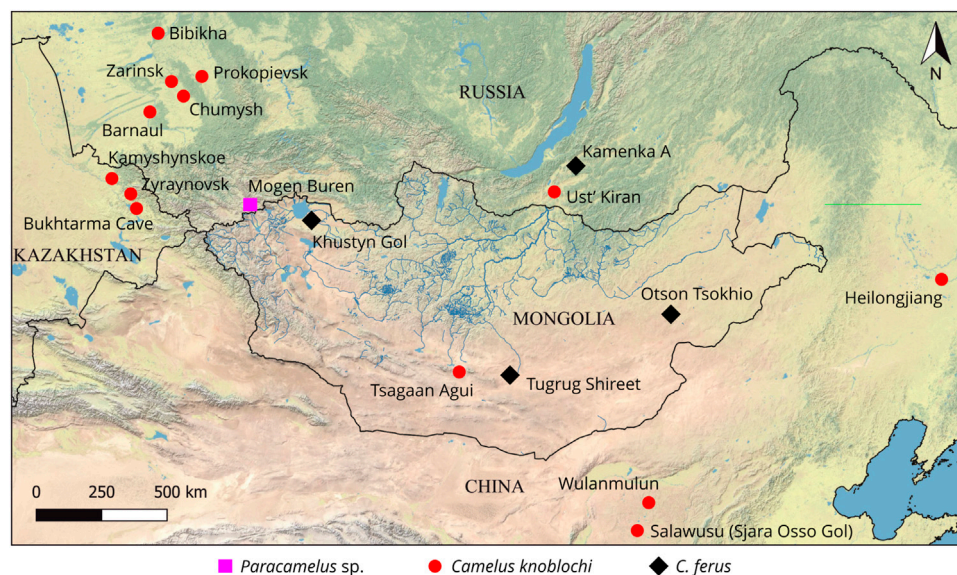 Bibikha
Zarinsk
Prokopievsk
Chumysh
Barnaul
RUSSIA
N
Kamenka A
Kamyshynskoe
Zyraynovsk
Mogen Buren
Ust’ Kiran
Bukhtarma Cave
Khustyn Gol
KAZAKHSTAN
Otson Tsokhio
Heilongjiang
MONGOLIA
Tsagaan Agui
Tugrug Shireet
CHINA
Wulanmulun
0 250 500 km
Salawusu (Sjara Osso Gol)
Paracamelus sp. Camelus knoblochi C. ferus